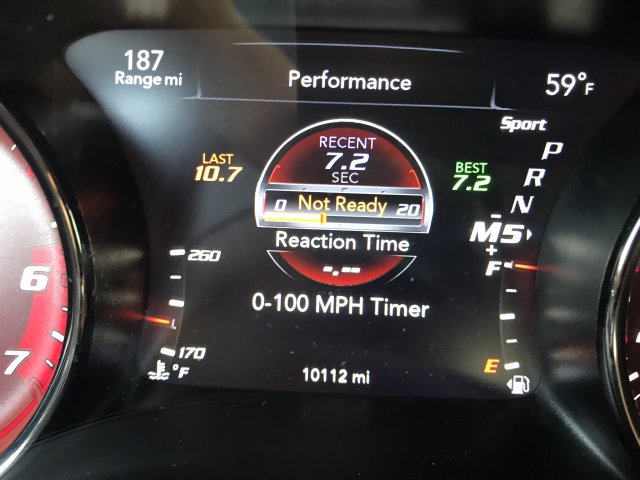 187
Range mi
Performance
59°F
Sport
P
R
N
M5
F
E
LAST
10.7
RECENT
7.2
SEC
BEST
7.2
0 Not Ready 20
Reaction Time
-.--
0-100 MPH Timer
260
170
°F
10112 mi
6
7